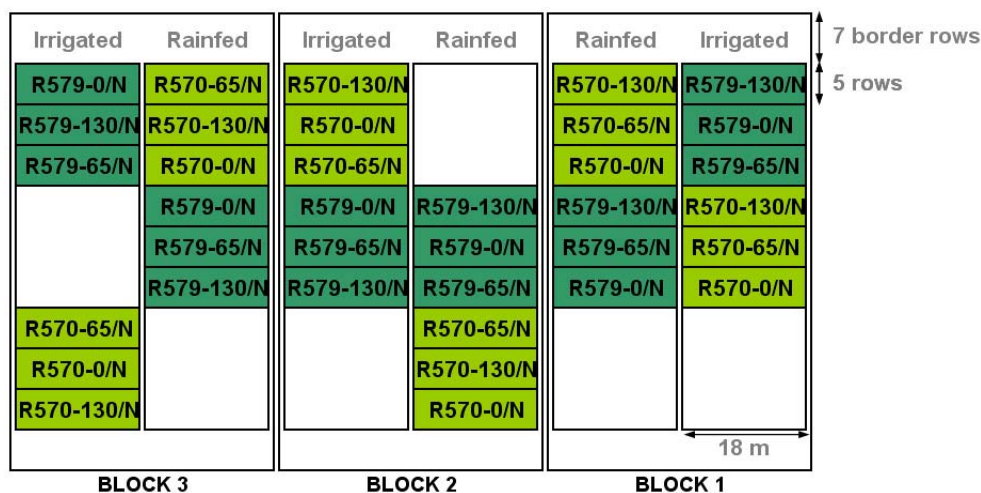 Irrigated Rainfed Irrigated Rainfed Rainfed Irrigated 7 border rows
R579-0/N R570-65/N R570-130/N R570-130/N R579-130/N 5 rows
R579-130/N R570-130/N R570-0/N R570-65/N R579-0/N
R579-65/N R570-0/N R570-65/N R570-0/N R579-65/N
R579-0/N R579-0/N R579-130/N R579-130/N R570-130/N
R579-65/N R579-65/N R579-0/N R579-65/N R570-65/N
R579-130/N R579-130/N R579-65/N R579-0/N R570-0/N
R570-65/N R570-65/N
R570-0/N R570-130/N
R570-130/N R570-0/N
18 m
BLOCK 3 BLOCK 2 BLOCK 1